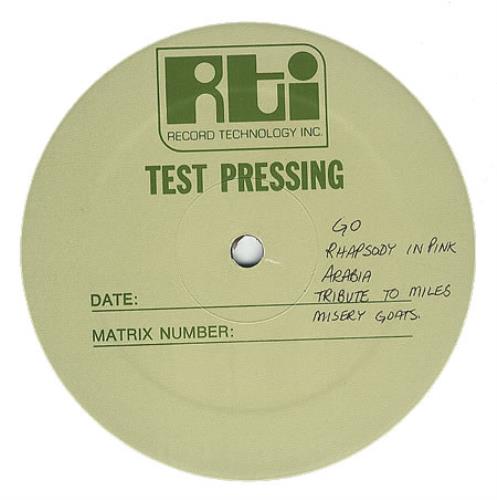 RTI
RECORD TECHNOLOGY INC.
TEST PRESSING
GO
RHAPSODY IN PINK
ARABIA
DATE:
TRIBUTE TO MILES
MATRIX NUMBER:
MISERY GOATS.